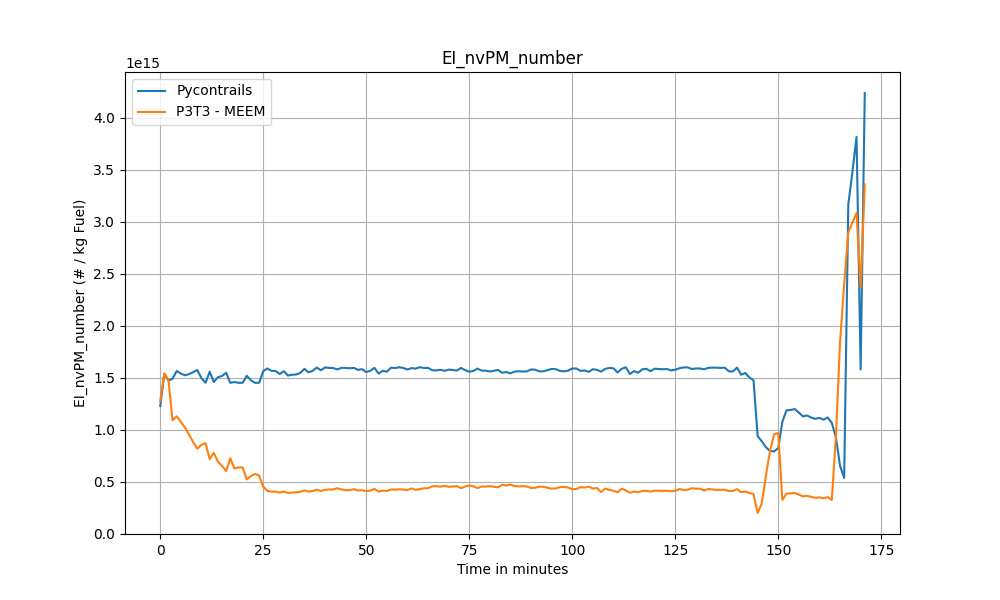 EI_nvPM_number
1e15
Pycontrails
P3T3 - MEEM
EI_nvPM_number (# / kg Fuel)
4.0
3.5
3.0
2.5
2.0
1.5
1.0
0.5
0.0
0 25 50 75 100 125 150 175
Time in minutes